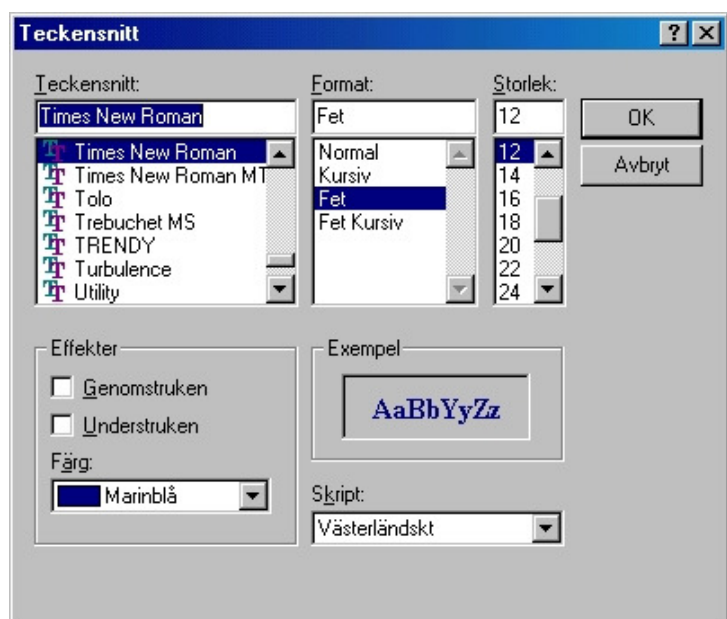 Teckensnitt
Teckensnitt:
Times New Roman
Times New Roman
Times New Roman MT
Tolo
Trebuchet MS
TRENDY
Turbulence
Utility
Format:
Fet
Normal
Kursiv
Fet
Fet Kursiv
Storlek:
12
12
14
16
18
20
22
24
OK
Avbryt
Effekter
Genomstruken
Understruken
Färg:
Marinblå
Exempel
AaBbYyZz
Skript:
Västerländskt